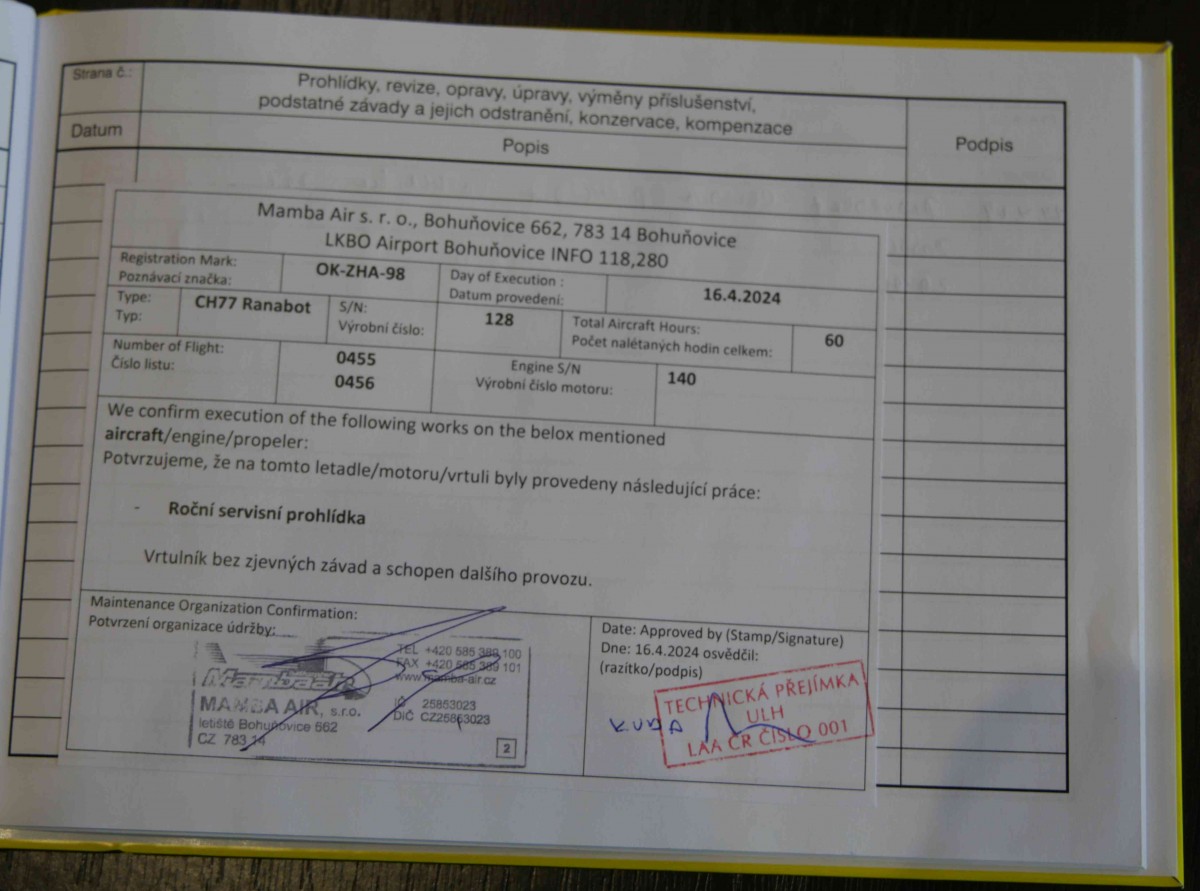 Strana č.:
Prohlídky, revize, opravy, úpravy, výměny příslušenství,
podstatné závady a jejich odstranění, konzervace, kompenzace
Datum
Popis
Podpis
Mamba Air s. r. o., Bohuňovice 662, 783 14 Bohuňovice
LKBO Airport Bohuňovice INFO 118,280
Registration Mark:
Poznávací značka:
OK-ZHA-98
Day of Execution :
Datum provedení:
16.4.2024
Type:
Typ:
CH77 Ranabot
S/N:
Výrobní číslo:
128
Total Aircraft Hours:
Počet nalétaných hodin celkem:
60
Number of Flight:
Číslo listu:
0455
0456
Engine S/N
Výrobní číslo motoru:
140
We confirm execution of the following works on the belox mentioned
aircraft/engine/propeler:
Potvrzujeme, že na tomto letadle/motoru/vrtuli byly provedeny následující práce:
- Roční servisní prohlídka
Vrtulník bez zjevných závad a schopen dalšího provozu.
Maintenance Organization Confirmation:
Potvrzení organizace údržby:
Mambaair
MAMBA AIR, s.r.o.
letiště Bohuňovice 662
CZ 783 14
TEL +420 585 389 100
FAX +420 585 389 101
www.mamba-air.cz
IČ 25853023
DIČ CZ25853023
2
Date: Approved by (Stamp/Signature)
Dne: 16.4.2024 osvědčil:
(razítko/podpis)
KUBA
TECHNICKÁ PŘEJÍMKA
ULH
LAA ČR ČÍSLO 001